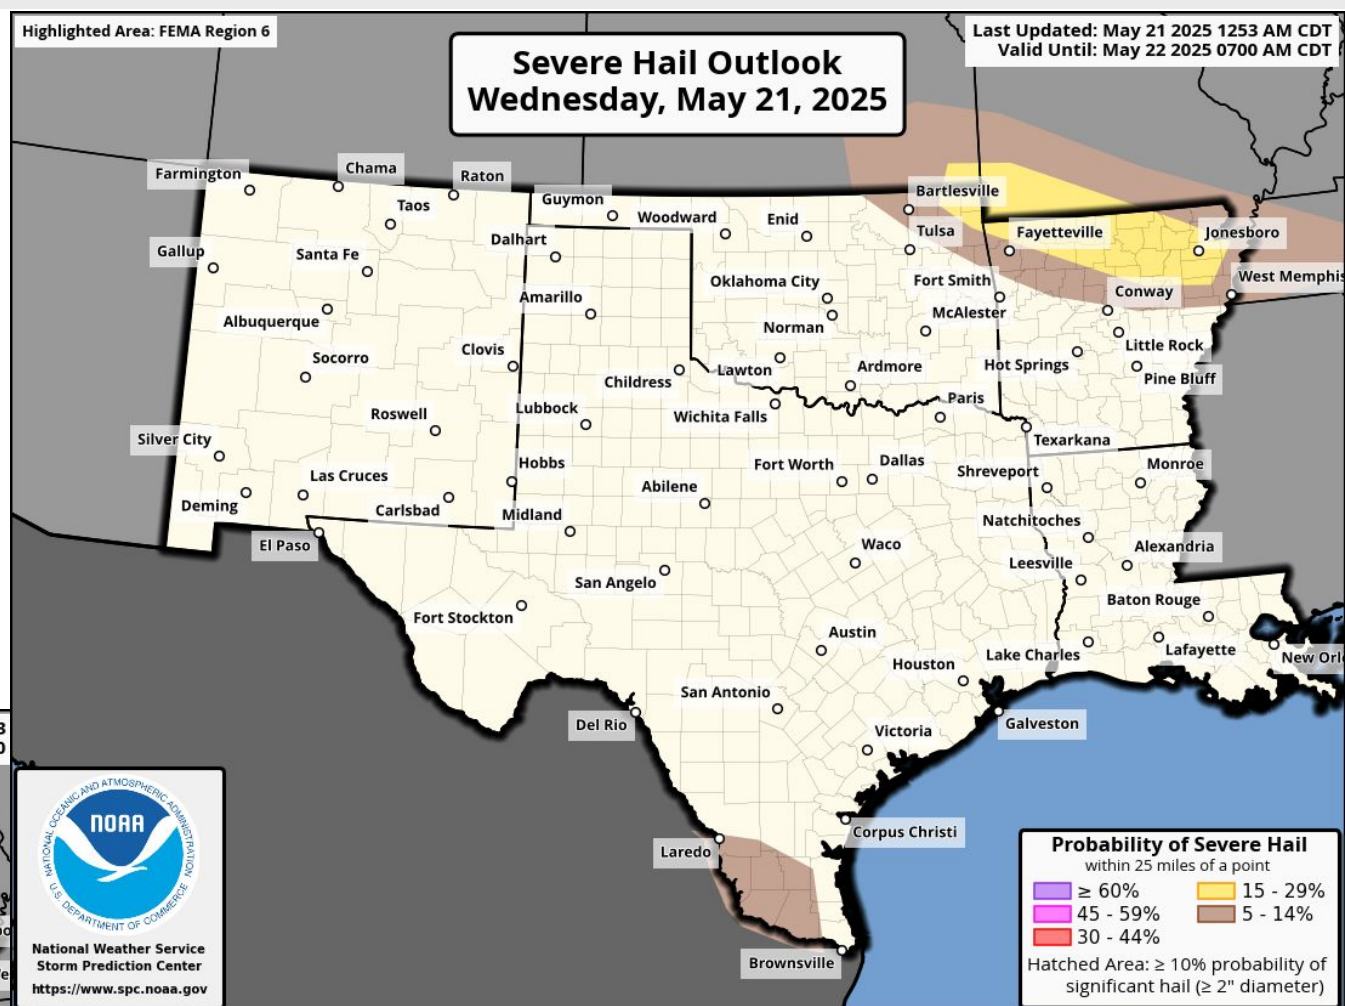 Highlighted Area: FEMA Region 6
Severe Hail Outlook
Wednesday, May 21, 2025
Last Updated: May 21 2025 1253 AM CDT
Valid Until: May 22 2025 0700 AM CDT
Farmington
Chama
Raton
Taos
Guymon
Woodward
Enid
Bartlesville
Tulsa
Fayetteville
Jonesboro
Gallup
Santa Fe
Dalhart
Oklahoma City
Fort Smith
West Memphis
Albuquerque
Amarillo
Norman
McAlester
Conway
Socorro
Clovis
Childress
Lawton
Ardmore
Hot Springs
Little Rock
Pine Bluff
Roswell
Lubbock
Wichita Falls
Paris
Silver City
Texarkana
Las Cruces
Hobbs
Fort Worth
Dallas
Shreveport
Monroe
Deming
Carlsbad
Midland
Abilene
Natchitoches
El Paso
San Angelo
Waco
Leesville
Alexandria
Fort Stockton
Baton Rouge
Austin
Houston
Lake Charles
Lafayette
New Orl
Del Rio
San Antonio
Victoria
Galveston
Laredo
Corpus Christi
Brownsville
3
0
NATIONAL OCEANIC AND ATMOSPHERIC ADMINISTRATION
NOAA
U.S. DEPARTMENT OF COMMERCE
National Weather Service
Storm Prediction Center
https://www.spc.noaa.gov
Probability of Severe Hail
within 25 miles of a point
≥ 60%
15 - 29%
45 - 59%
5 - 14%
30 - 44%
Hatched Area: ≥ 10% probability of
significant hail (≥ 2" diameter)